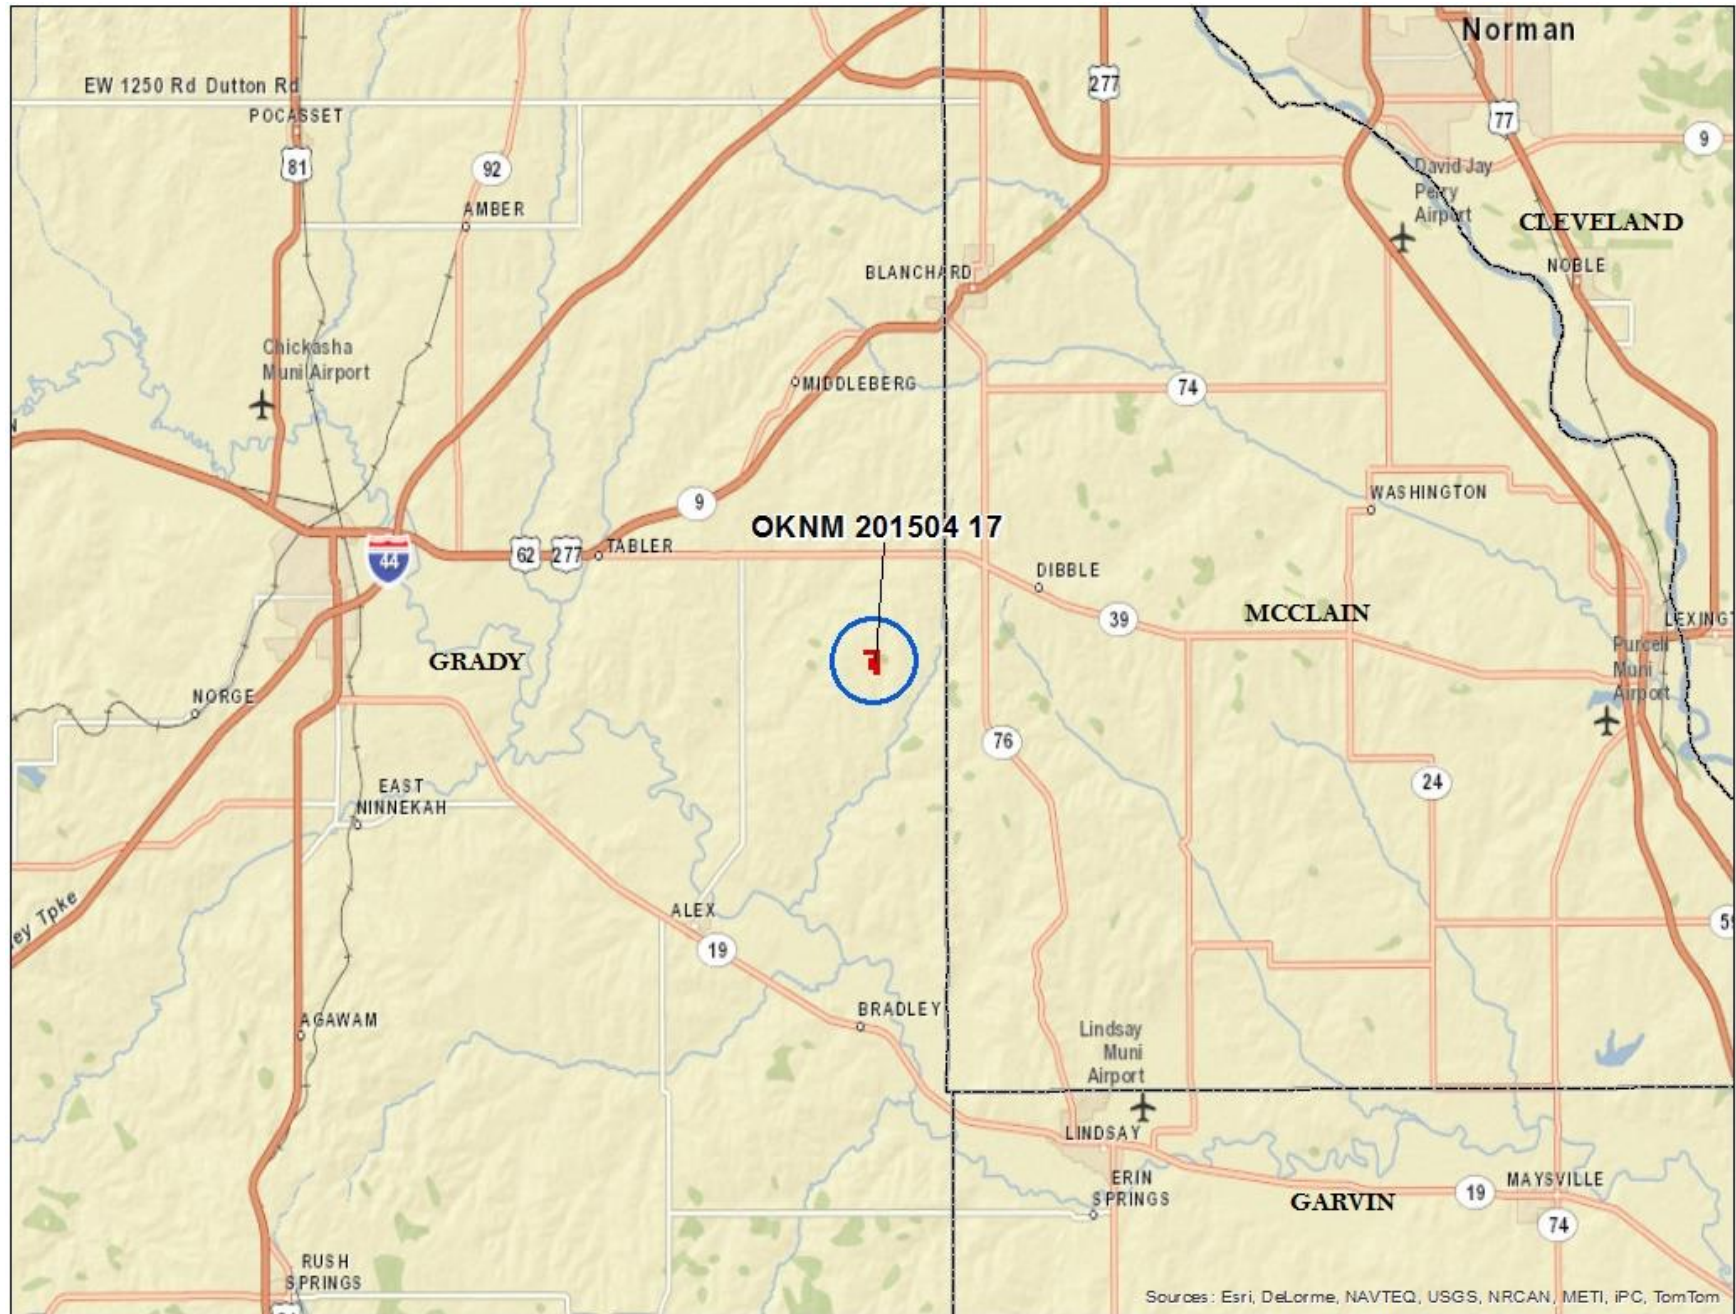 Norman
EW 1250 Rd Dutton Rd
POCASSET
277
77
9
81
92
David Jay
Perry
Airport
AMBER
CLEVELAND
NOBLE
BLANCHARD
Chickasha
Muni Airport
MIDDLEBERG
74
WASHINGTON
9
OKNM 201504 17
62
277
TABLER
44
DIBBLE
39
MCCLAIN
LEXINGT
Purcell
Muni
Airport
GRADY
NORGE
76
24
EAST
NINNEKAH
ey Tpke
ALEX
19
59
BRADLEY
AGAWAM
Lindsay
Muni
Airport
LINDSAY
ERIN
SPRINGS
GARVIN
19
MAYSVILLE
74
RUSH
SPRINGS
Sources: Esri, DeLorme, NAVTEQ, USGS, NRCAN, METI, iPC, TomTom